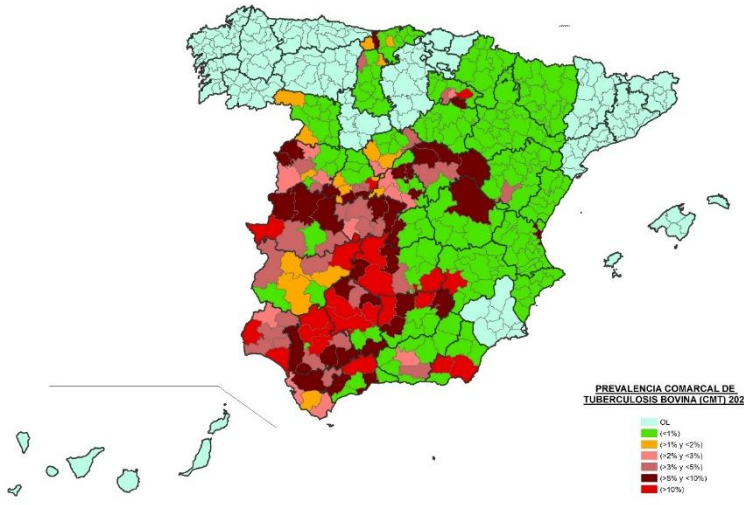 PREVALENCIA COMARCAL DE
TUBERCULOSIS BOVINA (CMT) 202
OL
(<1%)
(>1% y <2%)
(>2% y <3%)
(>3% y <5%)
(>5% y <10%)
(>10%)